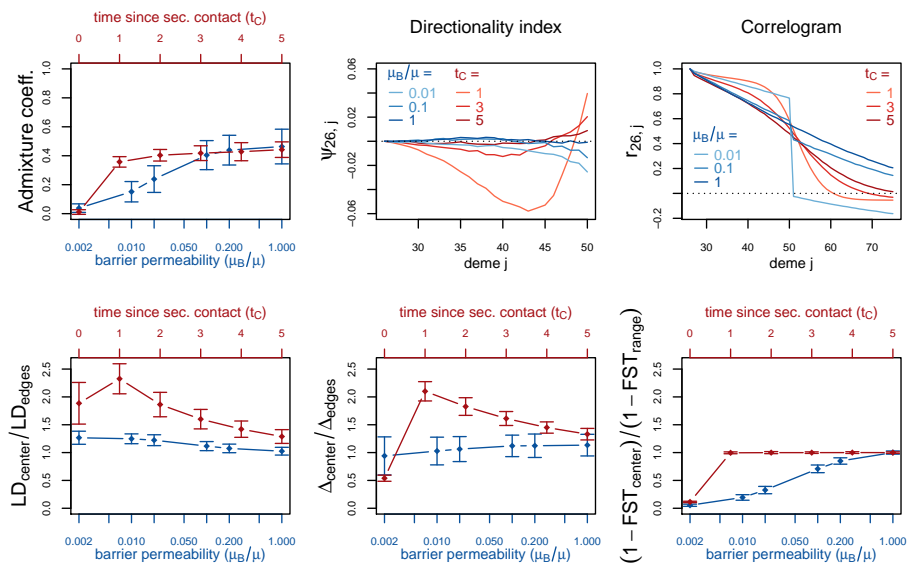 time since sec. contact (tC)
0 1 2 3 4 5
Admixture coeff.
0.0 0.2 0.4 0.6 0.8 1.0
0.002 0.010 0.050 0.200 1.000
barrier permeability (μB/μ)
Directionality index
μB/μ =
0.01
0.1
1
tC =
1
3
5
Ψ26, j
-0.06 0.00 0.06
30 35 40 45 50
deme j
Correlogram
tC =
1
3
5
μB/μ =
0.01
0.1
1
r26, j
-0.2 0.2 0.4 0.6 0.8 1.0
30 40 50 60 70
deme j
time since sec. contact (tC)
0 1 2 3 4 5
LDcenter/LDedges
0.0 0.5 1.0 1.5 2.0 2.5
0.002 0.010 0.050 0.200 1.000
barrier permeability (μB/μ)
time since sec. contact (tC)
0 1 2 3 4 5
Δcenter/Δedges
0.0 0.5 1.0 1.5 2.0 2.5
0.002 0.010 0.050 0.200 1.000
barrier permeability (μB/μ)
time since sec. contact (tC)
0 1 2 3 4 5
(1−FSTcenter)/(1−FSTrange)
0.0 0.5 1.0 1.5 2.0 2.5
0.002 0.010 0.050 0.200 1.000
barrier permeability (μB/μ)